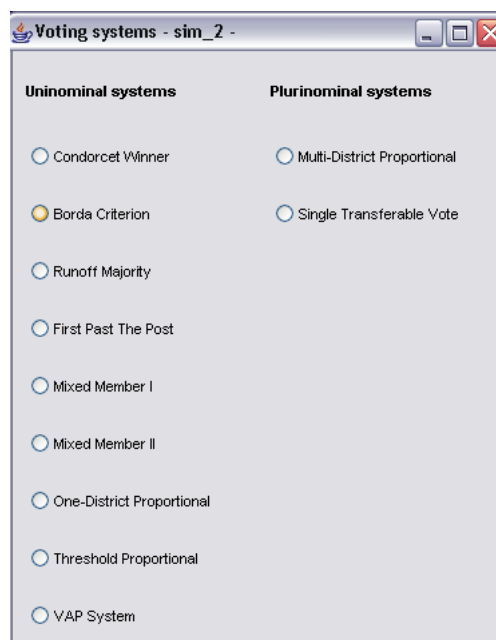 Voting systems - sim_2 -
Uninominal systems
Plurinominal systems
Condorcet Winner
Multi-District Proportional
Borda Criterion
Single Transferable Vote
Runoff Majority
First Past The Post
Mixed Member I
Mixed Member II
One-District Proportional
Threshold Proportional
VAP System